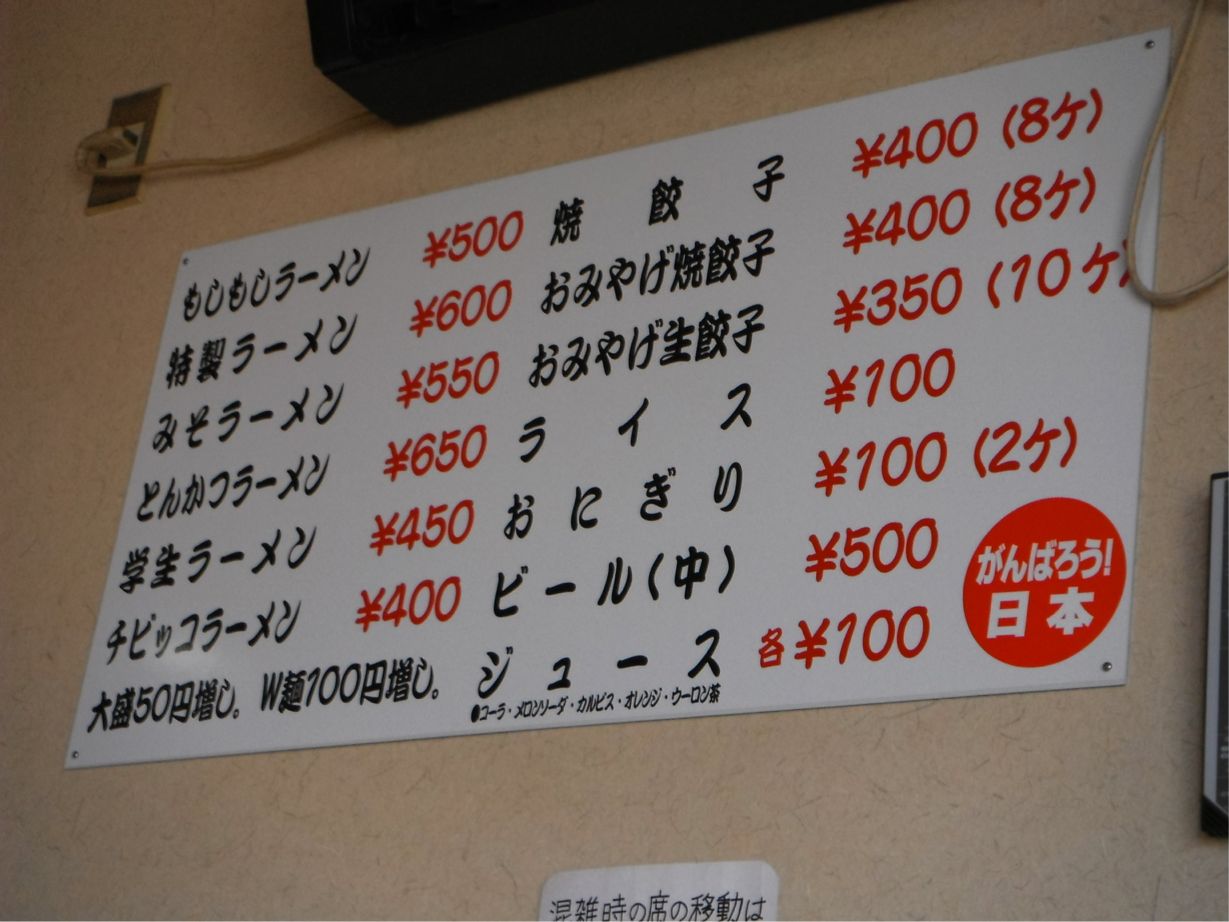 もしもしラーメン ¥500
特製ラーメン ¥600
みそラーメン ¥550
とんかつラーメン ¥650
学生ラーメン ¥450
チビッコラーメン ¥400
大盛50円増し。 W麺100円増し。
焼餃子 ¥400 (8ケ)
おみやげ焼餃子 ¥400 (8ケ)
おみやげ生餃子 ¥350 (10ケ)
ライス ¥100
おにぎり ¥100 (2ケ)
ビール(中) ¥500
ジュース 各¥100
●コーラ・メロンソーダ・カルピス・オレンジ・ウーロン茶
がんばろう!
日本
混雑時の席の移動は